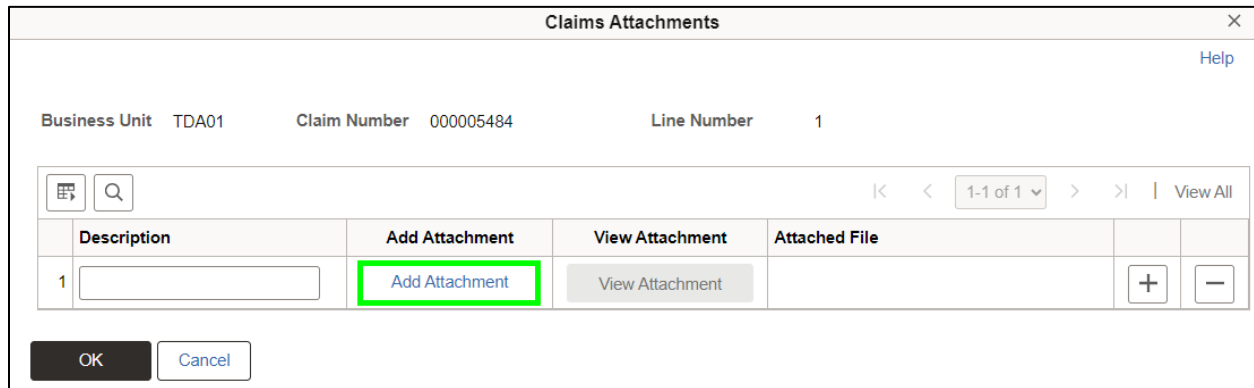 Claims Attachments
Help
Business Unit TDA01 Claim Number 000005484 Line Number 1
1-1 of 1 View All
Description Add Attachment View Attachment Attached File
1 Add Attachment View Attachment
OK Cancel